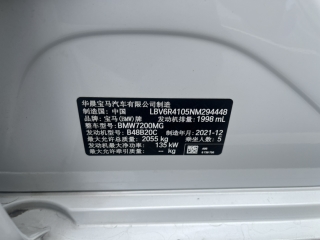 华晨宝马汽车有限公司制造
制造国：中国 LBV6R4105NM294448
品牌：宝马(BMW)牌 发动机排量：1998 mL
整车型号：BMW7200MG
发动机型号：B48B20C 制造年月：2021-12
最大允许总质量：2055 kg 乘坐人数：5
发动机最大净功率：135 kW
-- kg